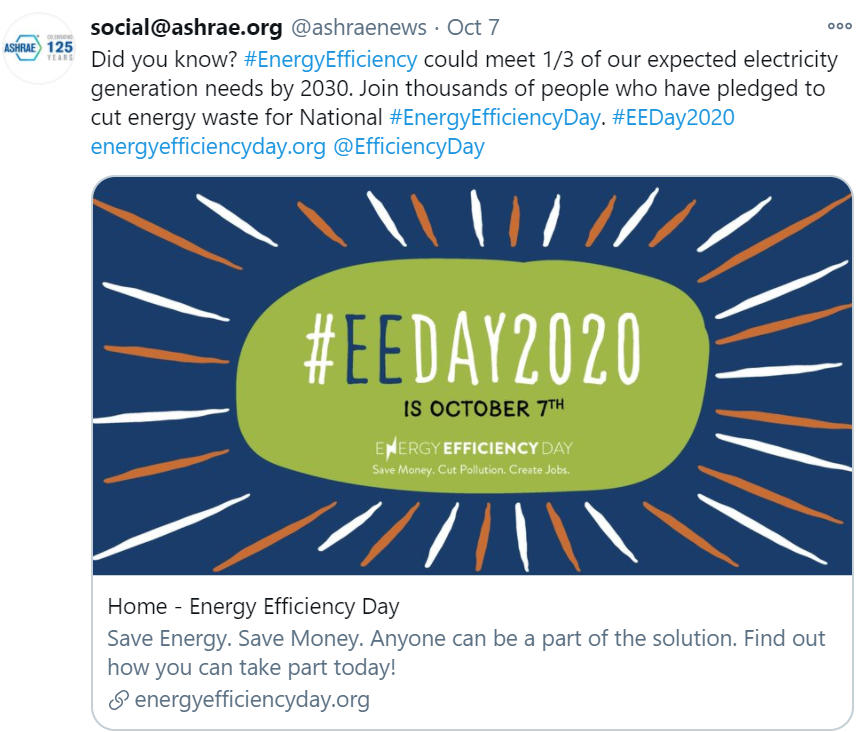 ASHRAE
CELEBRATING
125
YEARS
social@ashrae.org @ashraenews · Oct 7
Did you know? #EnergyEfficiency could meet 1/3 of our expected electricity
generation needs by 2030. Join thousands of people who have pledged to
cut energy waste for National #EnergyEfficiencyDay. #EEDay2020
energyefficiencyday.org @EfficiencyDay
#EEDAY2020
IS OCTOBER 7TH
ENERGY EFFICIENCY DAY
Save Money. Cut Pollution. Create Jobs.
Home - Energy Efficiency Day
Save Energy. Save Money. Anyone can be a part of the solution. Find out
how you can take part today!
energyefficiencyday.org